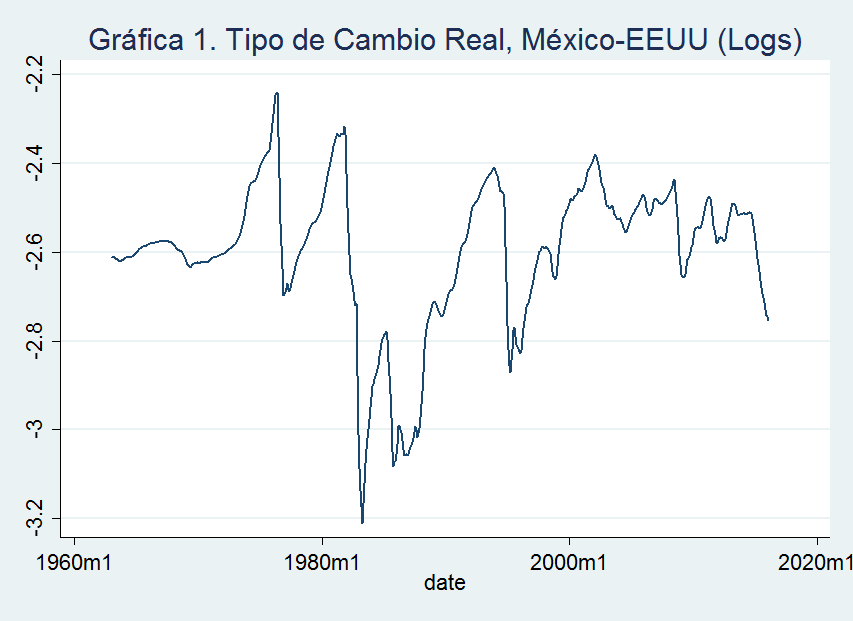 Gráfica 1. Tipo de Cambio Real, México-EEUU (Logs)
-2.2
-2.4
-2.6
-2.8
-3
-3.2
1960m1 1980m1 2000m1 2020m1
date